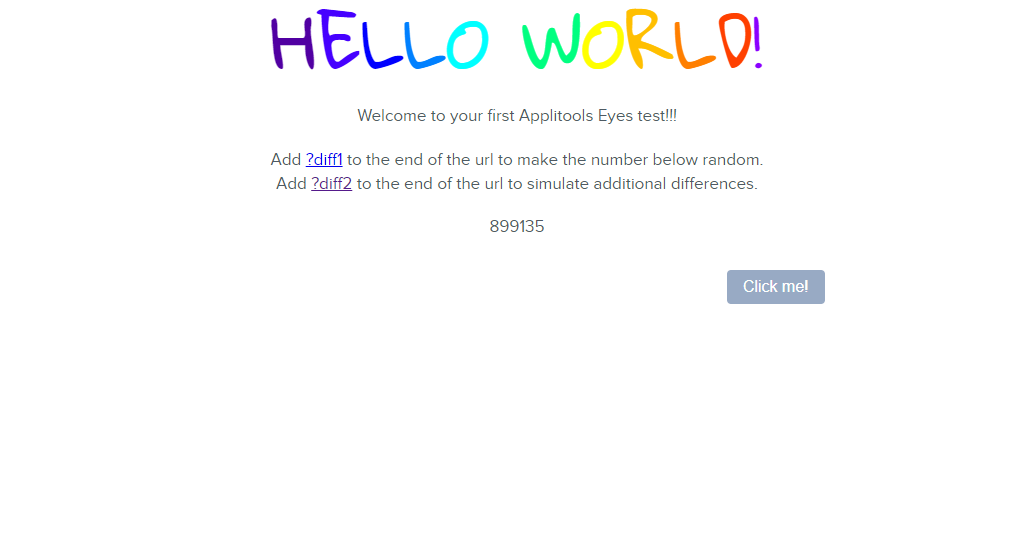 HELLO WORLD!
Welcome to your first Applitools Eyes test!!!
Add ?diff1 to the end of the url to make the number below random.
Add ?diff2 to the end of the url to simulate additional differences.
899135
Click me!